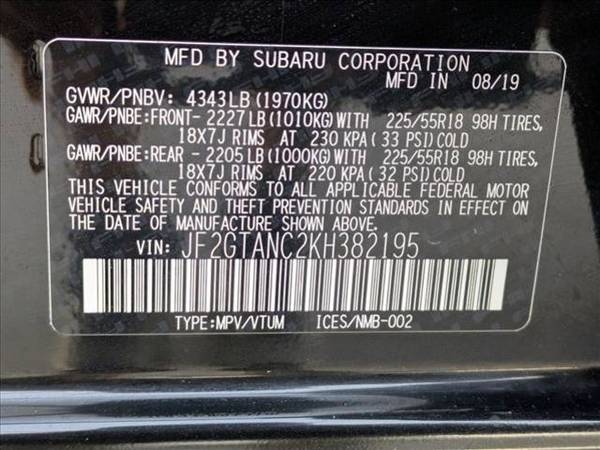 MFD BY SUBARU CORPORATION
MFD IN 08/19
GVWR/PNBV: 4343LB (1970KG)
GAWR/PNBE:FRONT- 2227 LB (1010KG) WITH 225/55R18 98H TIRES,
18X7J RIMS AT 230 KPA ( 33 PSI) COLD
GAWR/PNBE:REAR - 2205 LB (1000KG) WITH 225/55R18 98H TIRES,
18X7J RIMS AT 220 KPA ( 32 PSI) COLD
THIS VEHICLE CONFORMS TO ALL APPLICABLE FEDERAL MOTOR
VEHICLE SAFETY AND THEFT PREVENTION STANDARDS IN EFFECT ON
THE DATE OF MANUFACTURE SHOWN ABOVE.
VIN: JF2GTANC2KH382195
TYPE:MPV/VTUM ICES/NMB-002